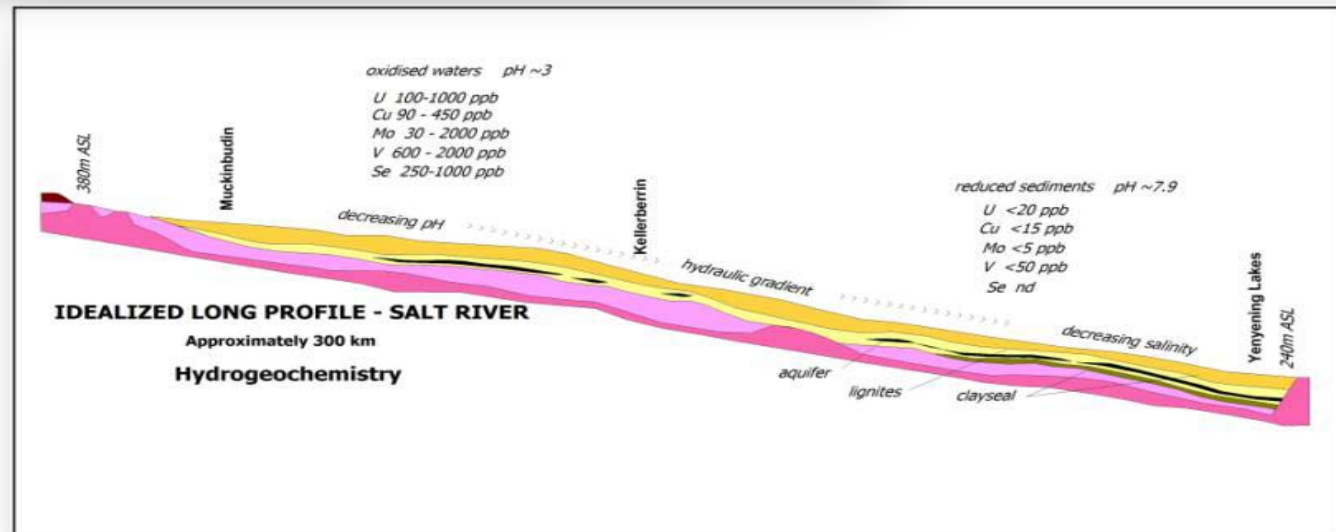 oxidised waters pH ~3
U 100-1000 ppb
Cu 90 - 450 ppb
Mo 30 - 2000 ppb
V 600 - 2000 ppb
Se 250-1000 ppb
380m ASL
Muckinbudin
Kellerberrin
reduced sediments pH ~7.9
U <20 ppb
Cu <15 ppb
Mo <5 ppb
V <50 ppb
Se nd
decreasing pH
hydraulic gradient
decreasing salinity
Yenyening Lakes
240m ASL
IDEALIZED LONG PROFILE - SALT RIVER
Approximately 300 km
Hydrogeochemistry
aquifer
lignites
clayseal